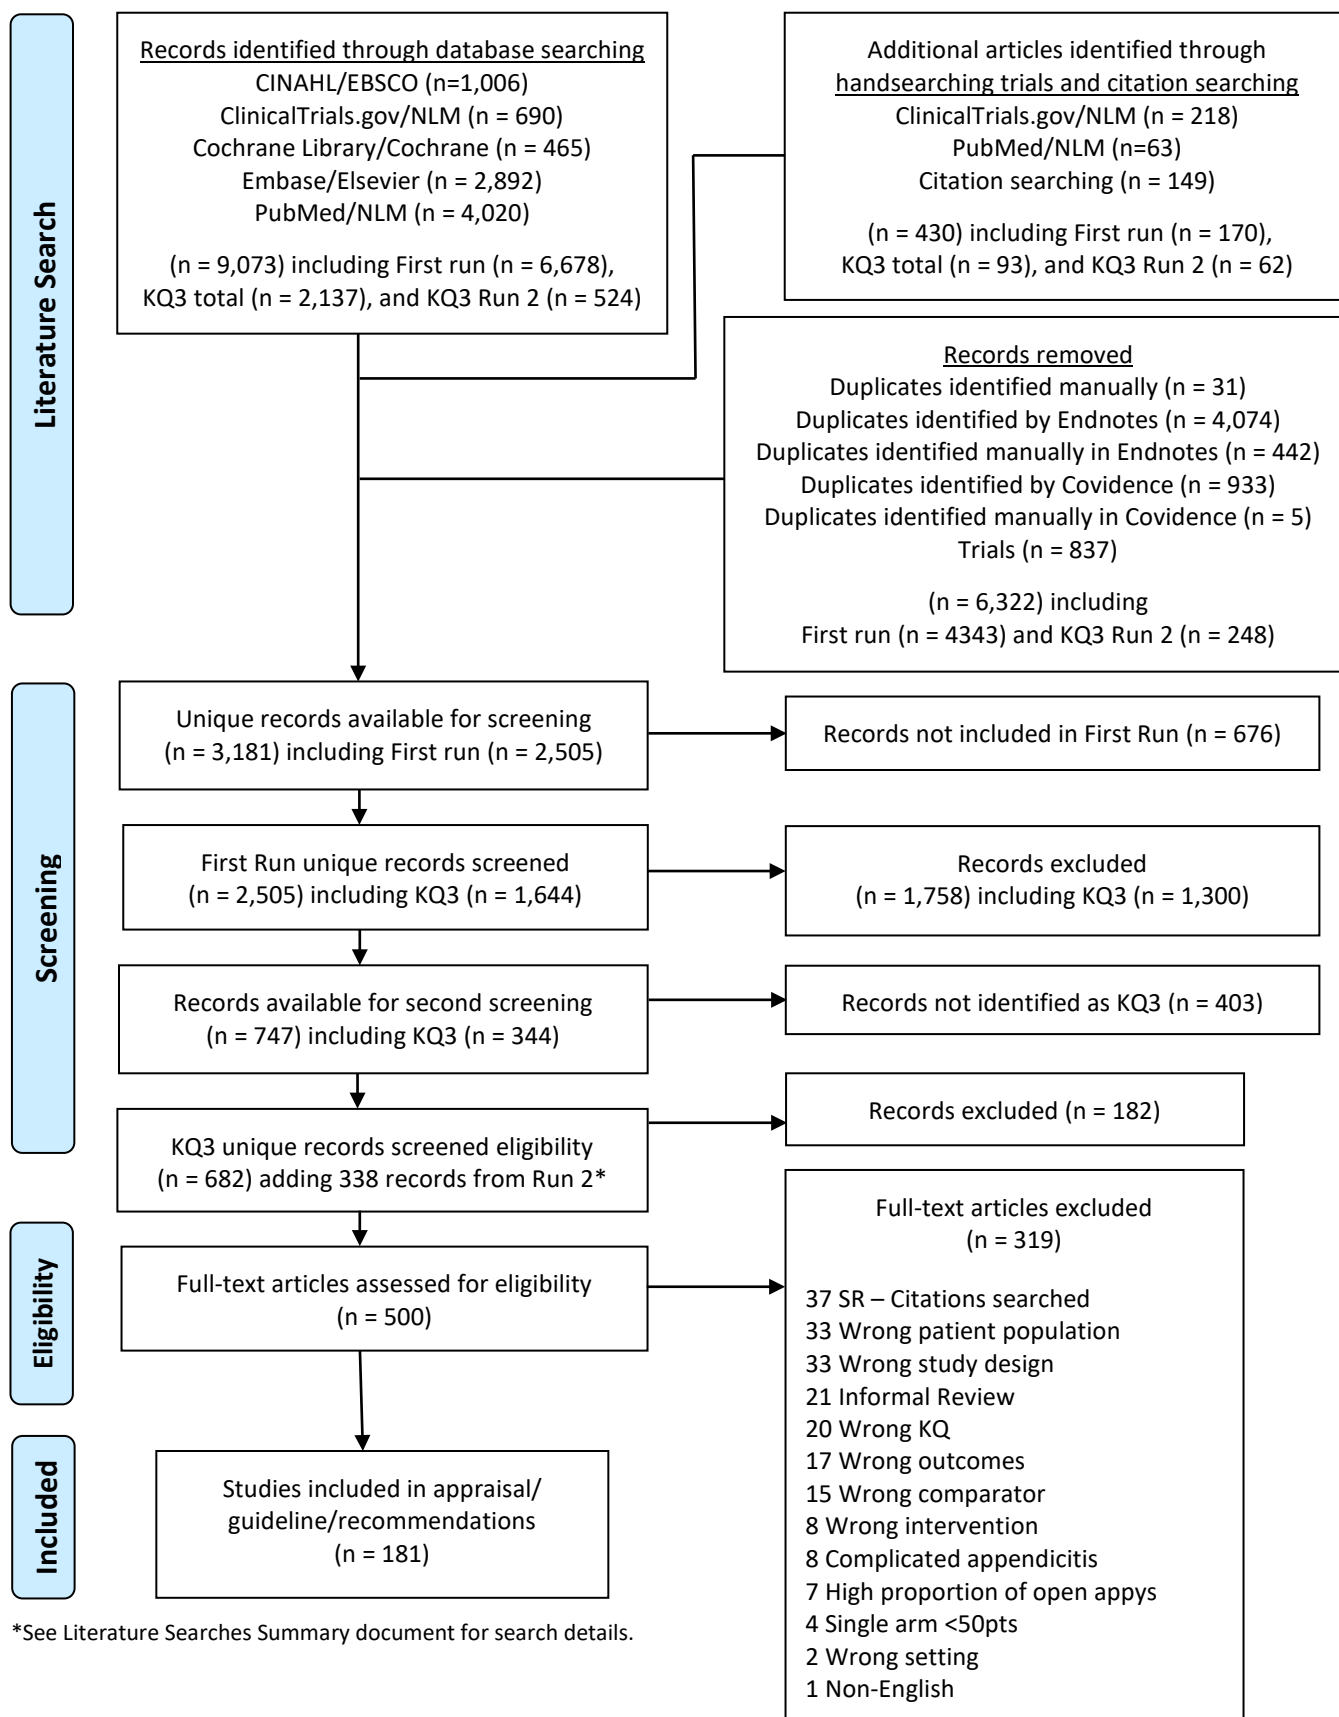 Literature Search
Records identified through database searching
CINAHL/EBSCO (n=1,006)
ClinicalTrials.gov/NLM (n = 690)
Cochrane Library/Cochrane (n = 465)
Embase/Elsevier (n = 2,892)
PubMed/NLM (n = 4,020)
(n = 9,073) including First run (n = 6,678),
KQ3 total (n = 2,137), and KQ3 Run 2 (n = 524)
Additional articles identified through
handsearching trials and citation searching
ClinicalTrials.gov/NLM (n = 218)
PubMed/NLM (n=63)
Citation searching (n = 149)
(n = 430) including First run (n = 170),
KQ3 total (n = 93), and KQ3 Run 2 (n = 62)
Records removed
Duplicates identified manually (n = 31)
Duplicates identified by Endnotes (n = 4,074)
Duplicates identified manually in Endnotes (n = 442)
Duplicates identified by Covidence (n = 933)
Duplicates identified manually in Covidence (n = 5)
Trials (n = 837)
(n = 6,322) including
First run (n = 4343) and KQ3 Run 2 (n = 248)
Screening
Unique records available for screening
(n = 3,181) including First run (n = 2,505)
Records not included in First Run (n = 676)
First Run unique records screened
(n = 2,505) including KQ3 (n = 1,644)
Records excluded
(n = 1,758) including KQ3 (n = 1,300)
Records available for second screening
(n = 747) including KQ3 (n = 344)
Records not identified as KQ3 (n = 403)
KQ3 unique records screened eligibility
(n = 682) adding 338 records from Run 2*
Records excluded (n = 182)
Eligibility
Full-text articles assessed for eligibility
(n = 500)
Full-text articles excluded
(n = 319)
37 SR – Citations searched
33 Wrong patient population
33 Wrong study design
21 Informal Review
20 Wrong KQ
17 Wrong outcomes
15 Wrong comparator
8 Wrong intervention
8 Complicated appendicitis
7 High proportion of open appys
4 Single arm <50pts
2 Wrong setting
1 Non-English
Included
Studies included in appraisal/
guideline/recommendations
(n = 181)
*See Literature Searches Summary document for search details.